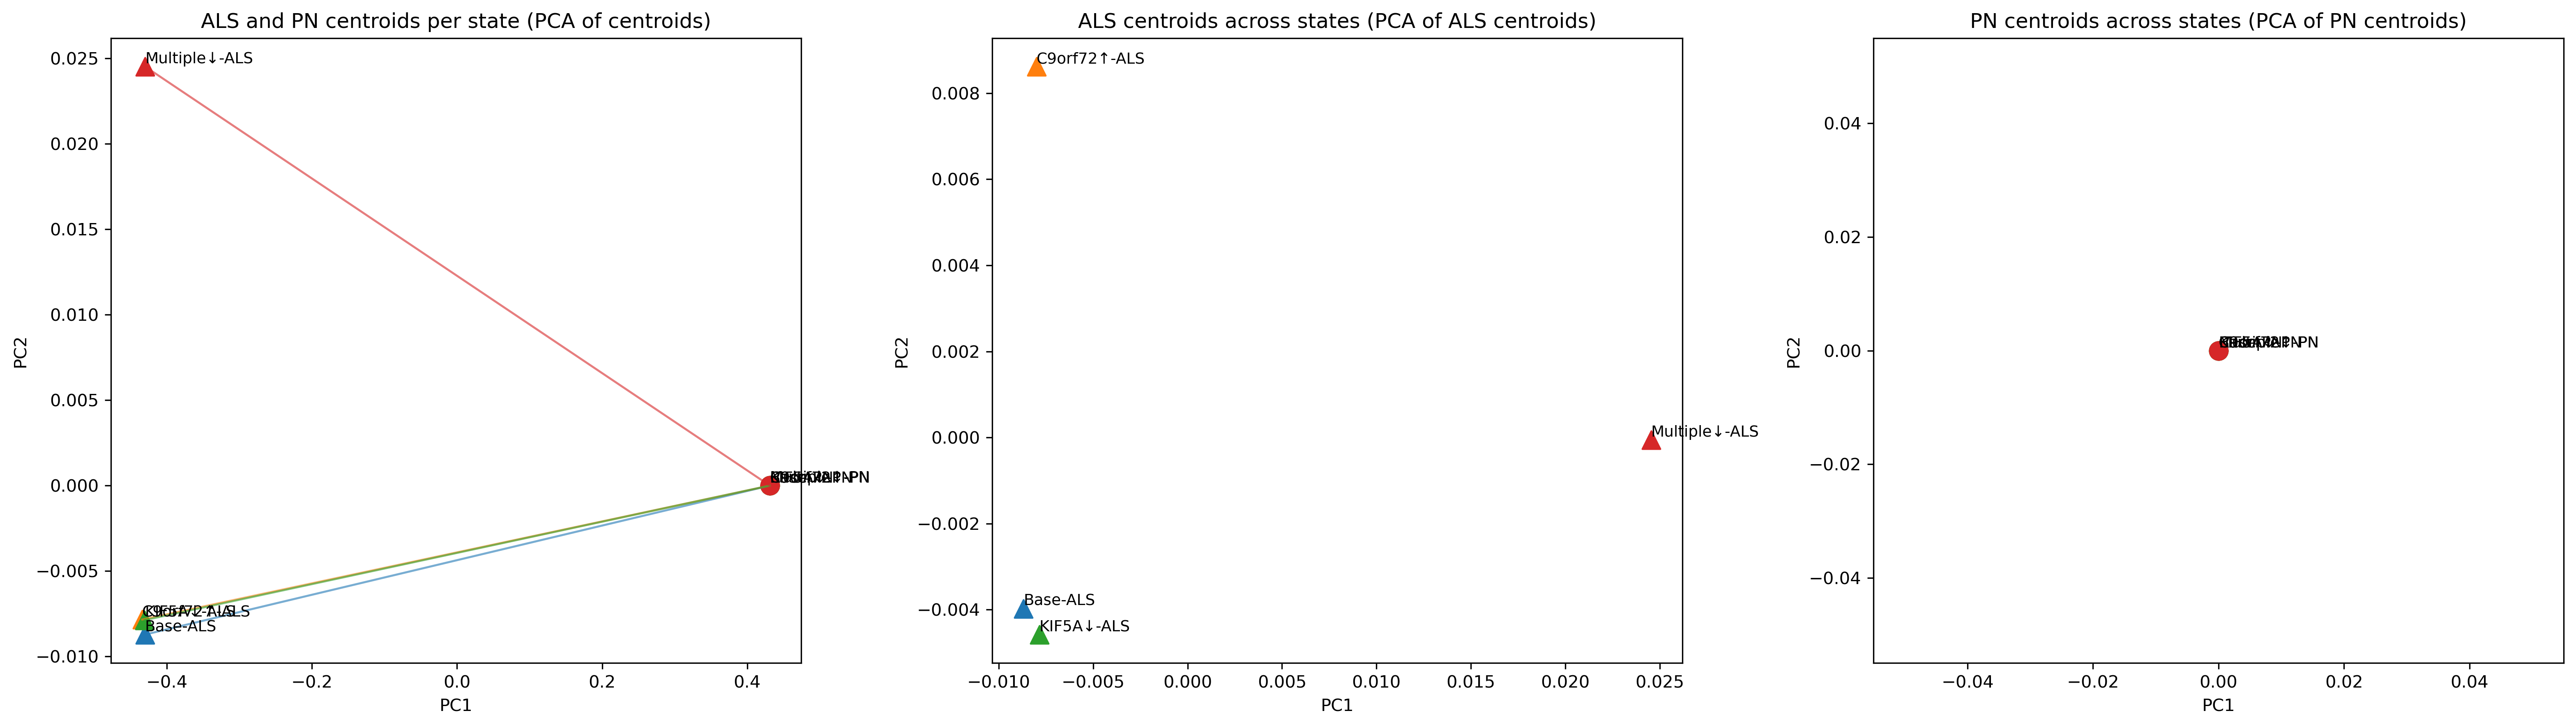 ALS and PN centroids per state (PCA of centroids)
Multiple↓-ALS
Base-ALS
0.025
0.020
0.015
0.010
0.005
0.000
−0.005
−0.010
−0.4
−0.2
0.0
0.2
0.4
PC1
PC2
ALS centroids across states (PCA of ALS centroids)
C9orf72↑-ALS
Multiple↓-ALS
Base-ALS
KIF5A↓-ALS
0.008
0.006
0.004
0.002
0.000
−0.002
−0.004
−0.010
−0.005
0.000
0.005
0.010
0.015
0.020
0.025
PC1
PC2
PN centroids across states (PCA of PN centroids)
0.04
0.02
0.00
−0.02
−0.04
−0.04
−0.02
0.00
0.02
0.04
PC1
PC2